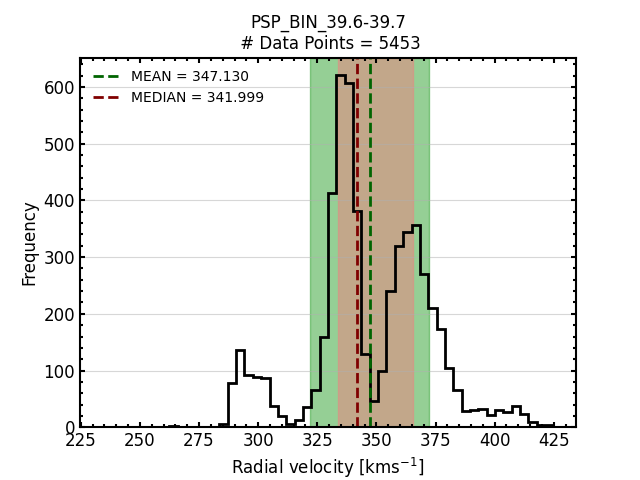 PSP_BIN_39.6-39.7
# Data Points = 5453
MEAN = 347.130
MEDIAN = 341.999
Frequency
600
500
400
300
200
100
0
225 250 275 300 325 350 375 400 425
Radial velocity [kms⁻¹]